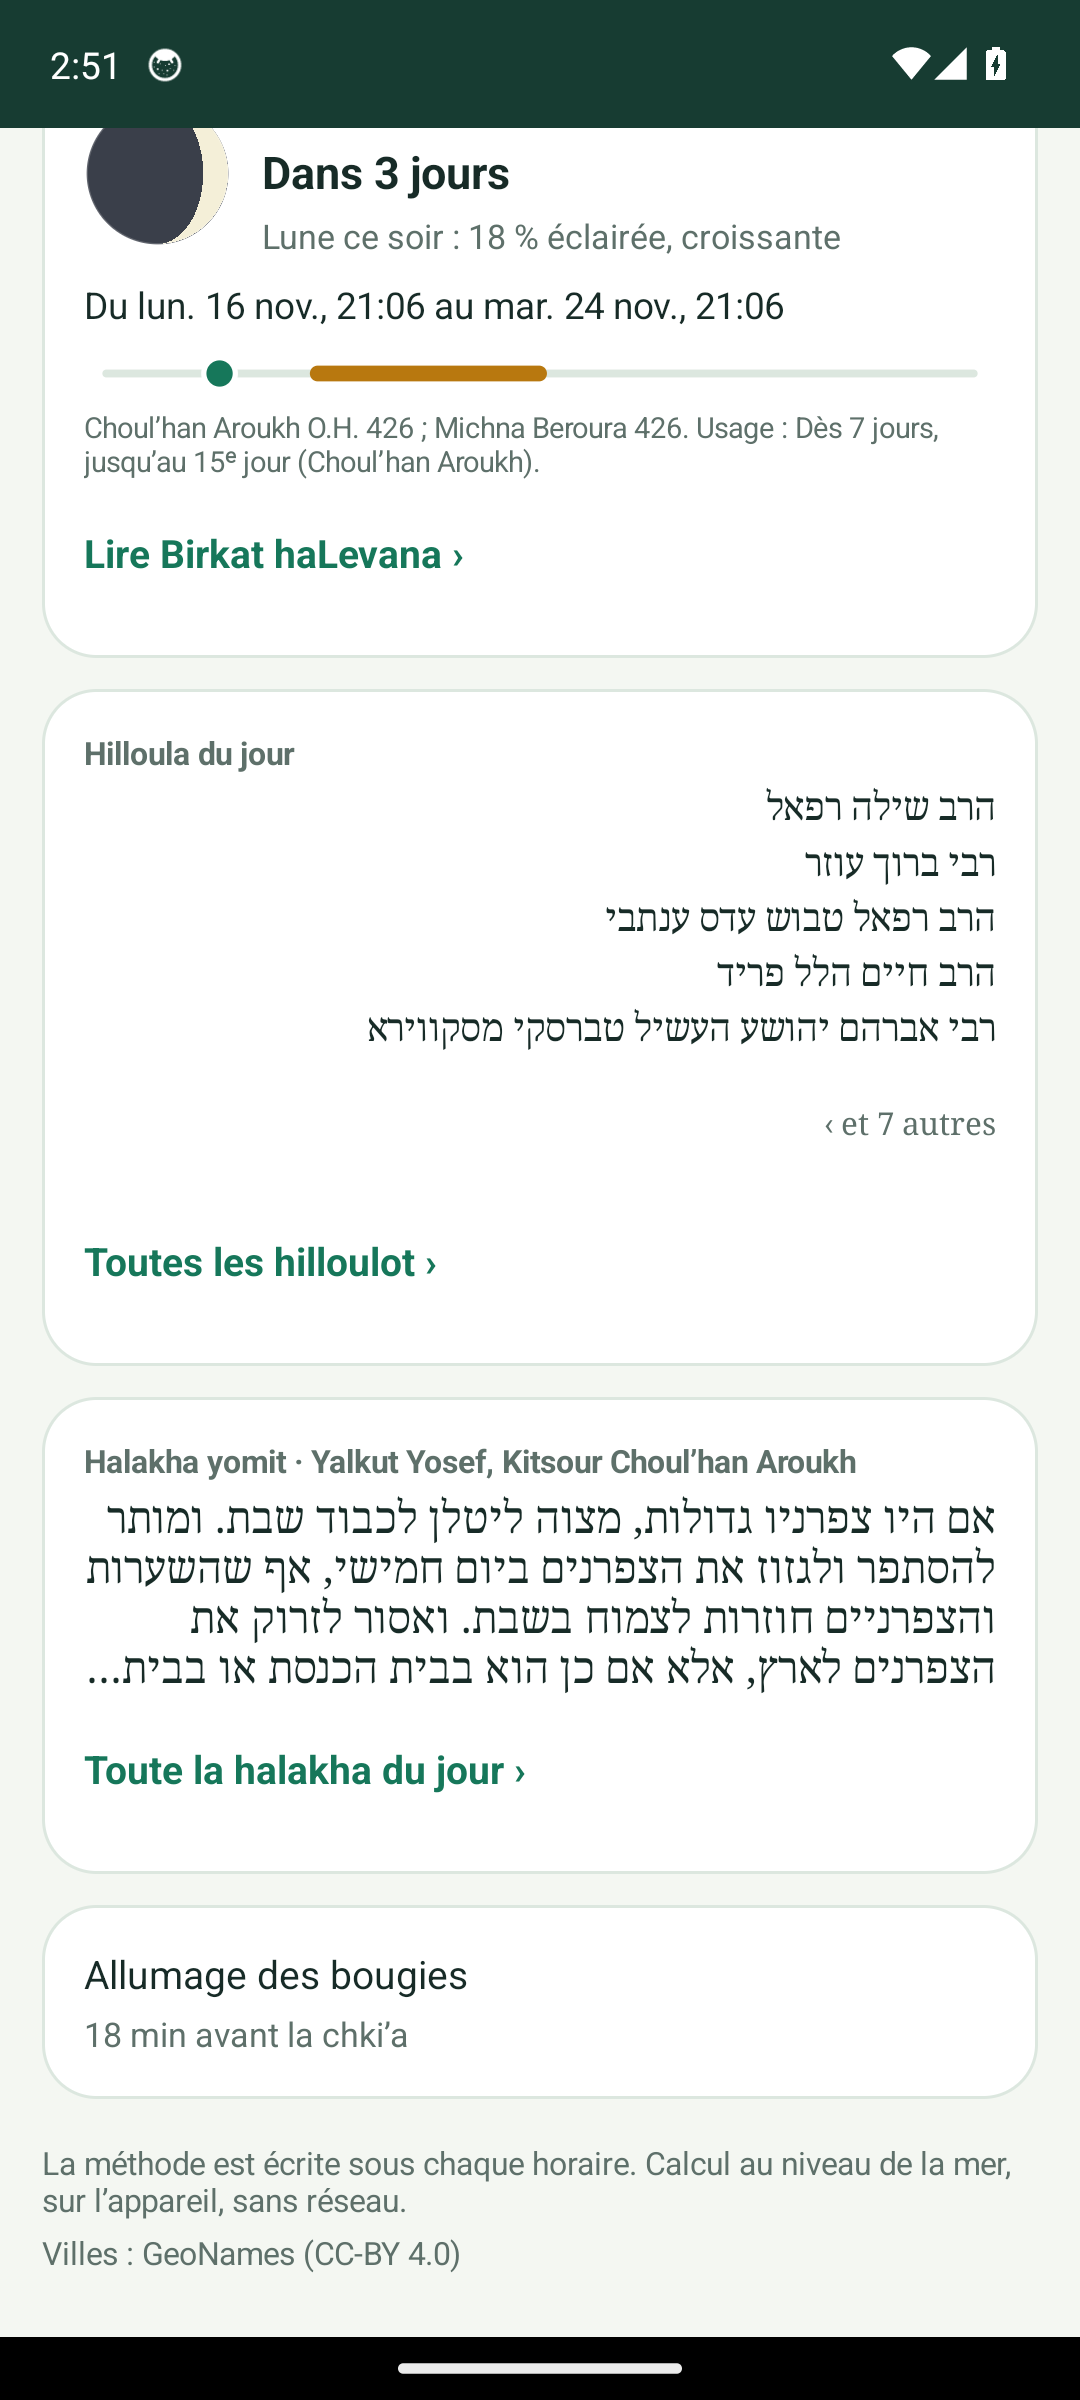 2:51
Dans 3 jours
Lune ce soir : 18 % éclairée, croissante
Du lun. 16 nov., 21:06 au mar. 24 nov., 21:06
Choul’han Aroukh O.H. 426 ; Michna Beroura 426. Usage : Dès 7 jours,
jusqu’au 15ᵉ jour (Choul’han Aroukh).
Lire Birkat haLevana ›
Hilloula du jour
הרב שילה רפאל
רבי ברוך עוזר
הרב רפאל טבוש עדס ענתבי
הרב חיים הלל פריד
רבי אברהם יהושע העשיל טברסקי מסקווירא
‹ et 7 autres
Toutes les hilloulot ›
Halakha yomit · Yalkut Yosef, Kitsour Choul’han Aroukh
אם היו צפרניו גדולות, מצוה ליטלן לכבוד שבת. ומותר
להסתפר ולגזוז את הצפרנים ביום חמישי, אף שהשערות
והצפרניים חוזרות לצמוח בשבת. ואסור לזרוק את
הצפרנים לארץ, אלא אם כן הוא בבית הכנסת או בבית...
Toute la halakha du jour ›
Allumage des bougies
18 min avant la chki’a
La méthode est écrite sous chaque horaire. Calcul au niveau de la mer,
sur l’appareil, sans réseau.
Villes : GeoNames (CC-BY 4.0)